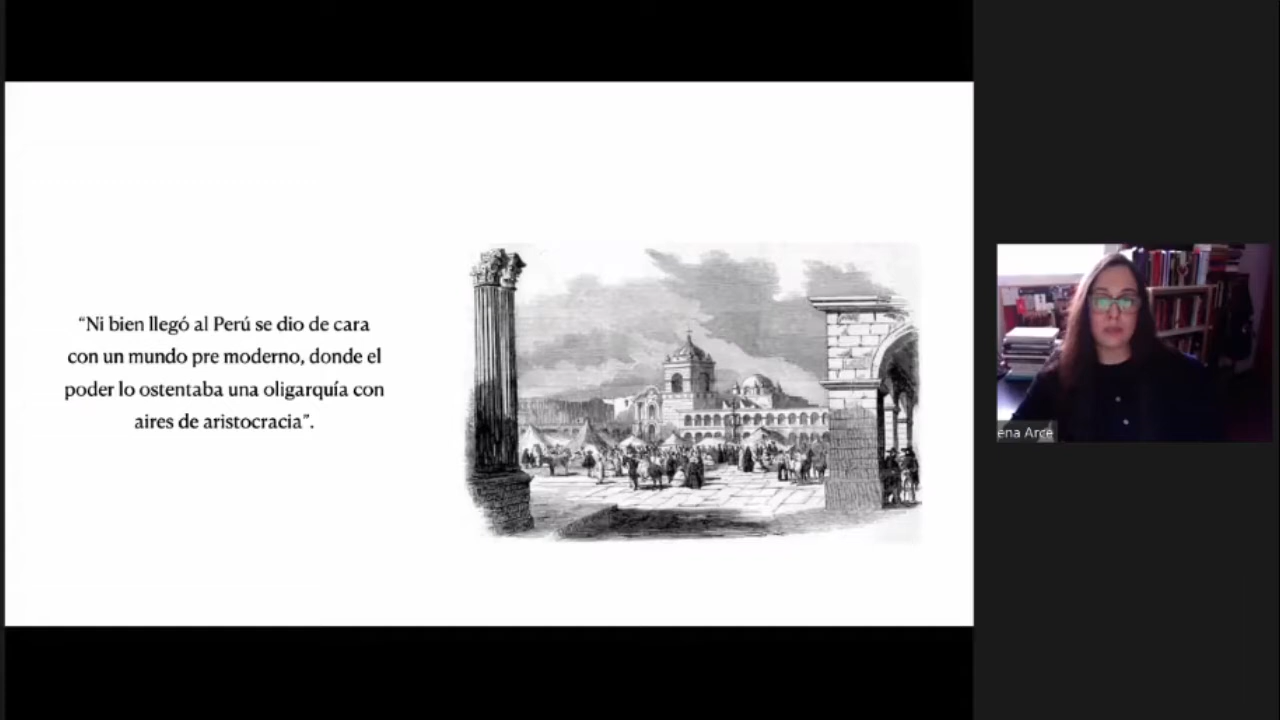 “Ni bien llegó al Perú se dio de cara
con un mundo pre moderno, donde el
poder lo ostentaba una oligarquía con
aires de aristocracia”.
ena Arce